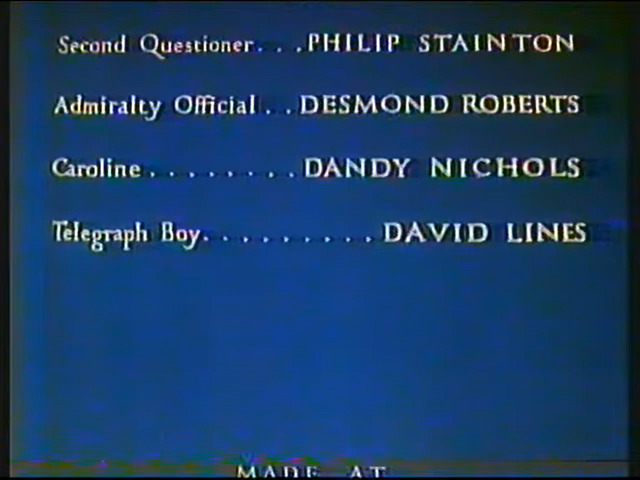 Second Questioner. . .PHILIP STAINTON
Admiralty Official . . DESMOND ROBERTS
Caroline . . . . . . . . DANDY NICHOLS
Telegraph Boy. . . . . . . . . DAVID LINES
MADE AT